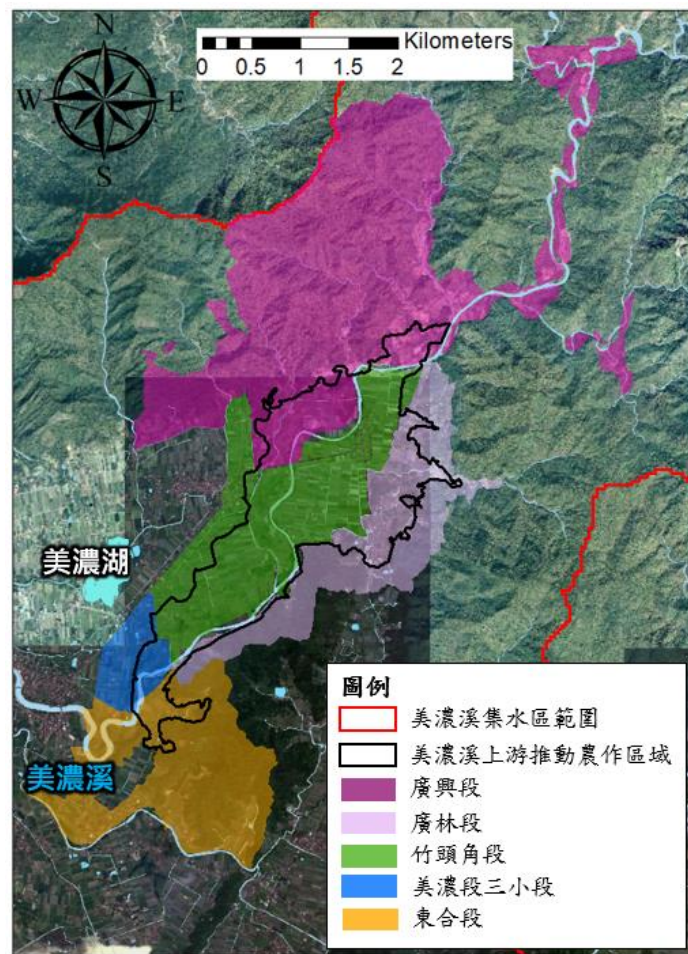 N
W
E
S
Kilometers
0 0.5 1 1.5 2
美濃湖
美濃溪
圖例
美濃溪集水區範圍
美濃溪上游推動農作區域
廣興段
廣林段
竹頭角段
美濃段三小段
東合段